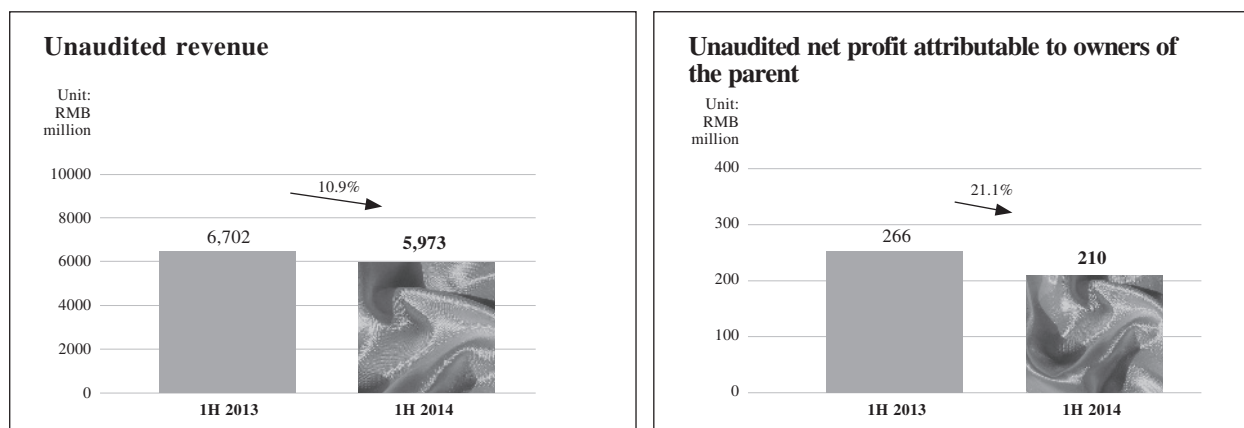 Unaudited revenue
Unit:
RMB
million
10000
8000
6000
4000
2000
0
10.9%
6,702
5,973
1H 2013
1H 2014
Unaudited net profit attributable to owners of
the parent
Unit:
RMB
million
400
300
200
100
0
21.1%
266
210
1H 2013
1H 2014